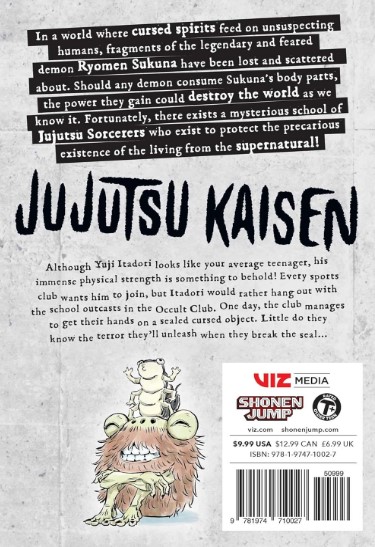 In a world where cursed spirits feed on unsuspecting
humans, fragments of the legendary and feared
demon Ryomen Sukuna have been lost and scattered
about. Should any demon consume Sukuna's body parts,
the power they gain could destroy the world as we
know it. Fortunately, there exists a mysterious school of
Jujutsu Sorcerers who exist to protect the precarious
existence of the living from the supernatural!
JUJUTSU KAISEN
Although Yuji Itadori looks like your average teenager, his
immense physical strength is something to behold! Every sports
club wants him to join, but Itadori would rather hang out with
the school outcasts in the Occult Club. One day, the club manages
to get their hands on a sealed cursed object. Little do they
know the terror they'll unleash when they break the seal...
VIZ MEDIA
SHONEN
JUMP
viz.com shonenjump.com
$9.99 USA $12.99 CAN £6.99 UK
ISBN: 978-1-9747-1002-7
50999
9 781974 710027